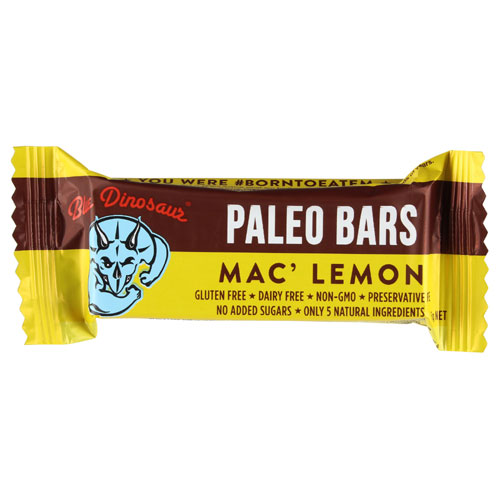 YOU WERE #BORNTOEATEM
Blue Dinosaur®
PALEO BARS
MAC' LEMON
GLUTEN FREE ★ DAIRY FREE ★ NON-GMO ★ PRESERVATIVE
NO ADDED SUGARS ★ ONLY 5 NATURAL INGREDIENTS
NET